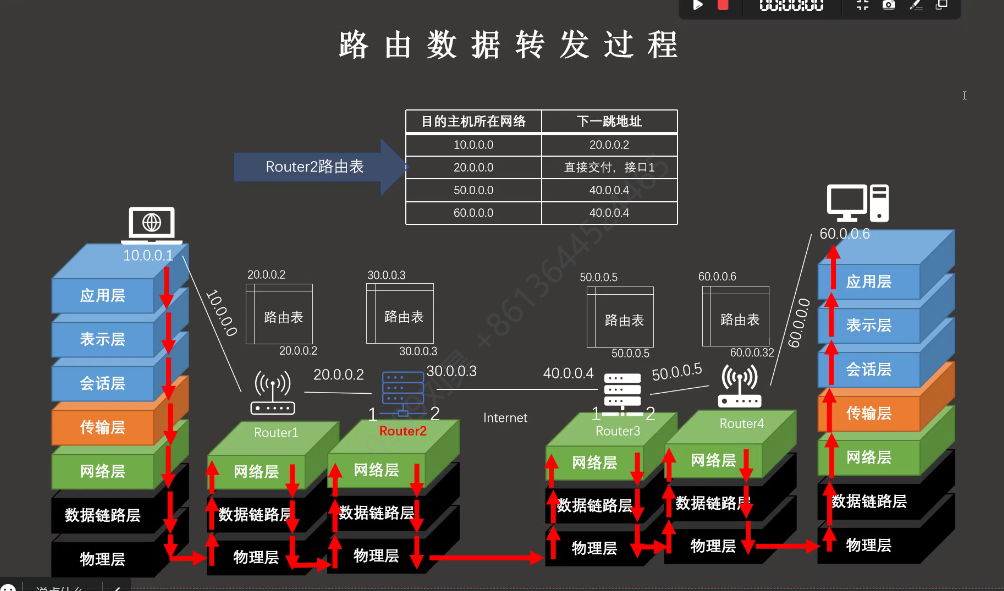 00:00:00
路由数据转发过程
目的主机所在网络 下一跳地址
10.0.0.0 20.0.0.2
20.0.0.0 直接交付，接口1
50.0.0.0 40.0.0.4
60.0.0.0 40.0.0.4
Router2路由表
10.0.0.1
应用层
表示层
会话层
传输层
网络层
数据链路层
物理层
10.0.0.0
20.0.0.2
路由表
20.0.0.2
20.0.0.2
Router1
网络层
数据链路层
物理层
30.0.0.3
路由表
30.0.0.3
30.0.0.3
1 2
Router2
网络层
数据链路层
物理层
Internet
50.0.0.5
路由表
50.0.0.5
40.0.0.4
50.0.0.5
1 2
Router3
网络层
数据链路层
物理层
60.0.0.6
路由表
60.0.0.32
Router4
网络层
数据链路层
物理层
60.0.0.0
60.0.0.6
应用层
表示层
会话层
传输层
网络层
数据链路层
物理层